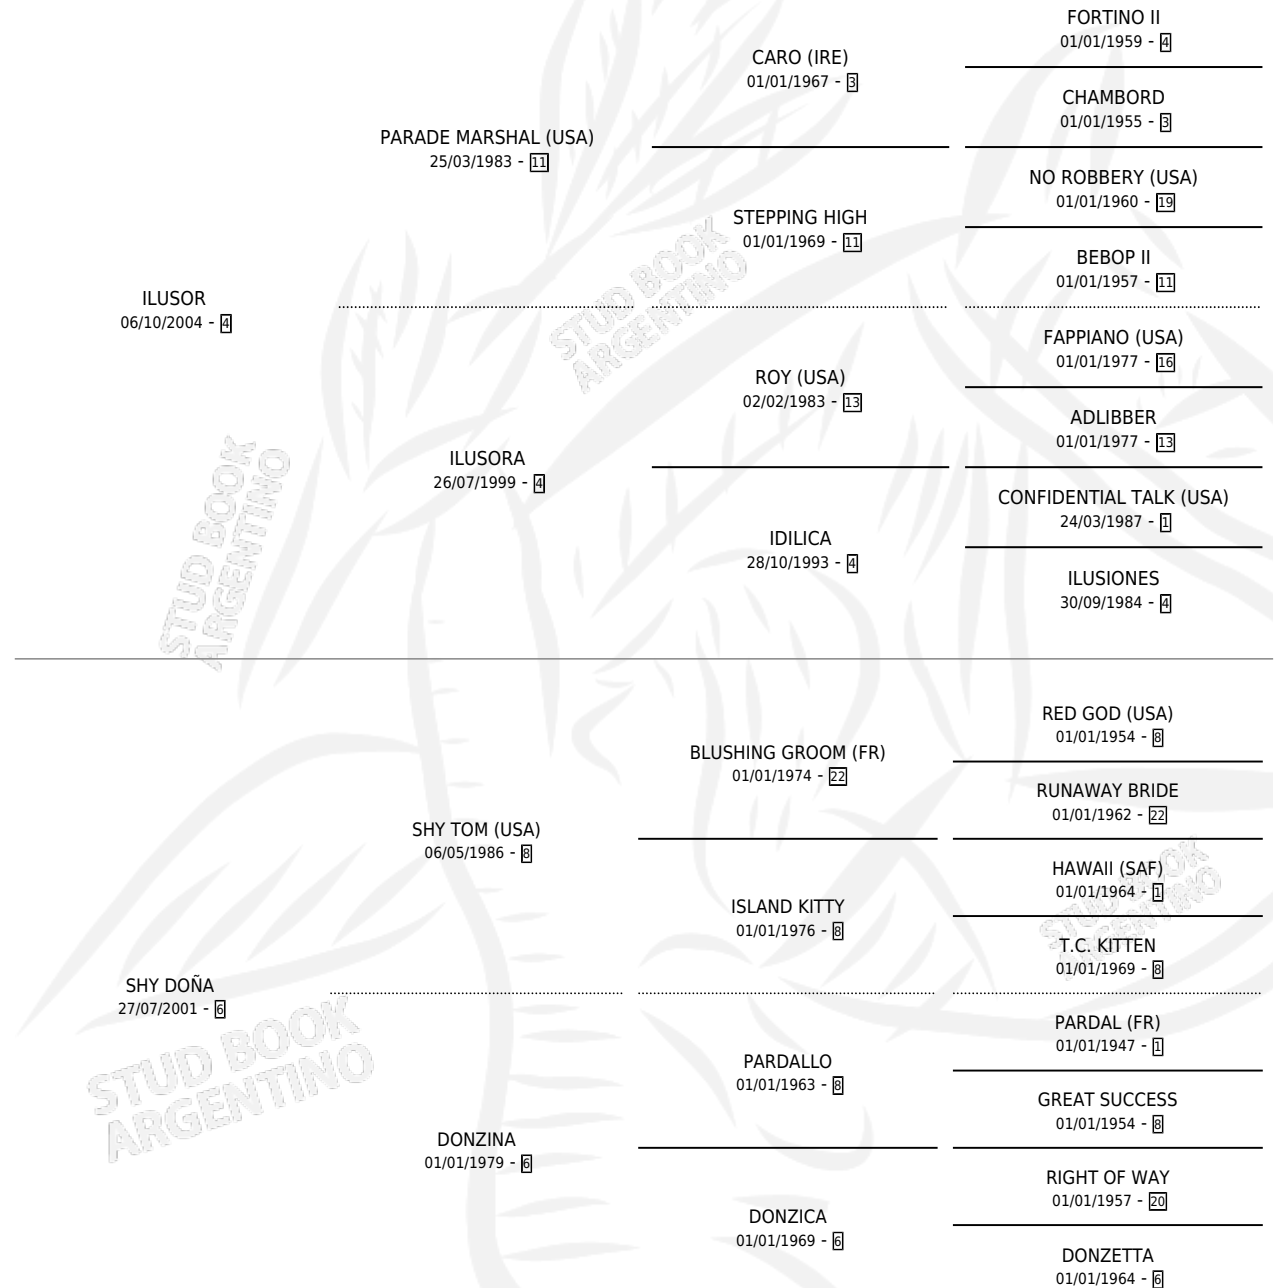 FORTINO II
01/01/1959 - 4
CARO (IRE)
01/01/1967 - 3
CHAMBORD
01/01/1955 - 3
PARADE MARSHAL (USA)
25/03/1983 - 11
NO ROBBERY (USA)
01/01/1960 - 19
STEPPING HIGH
01/01/1969 - 11
BEBOP II
01/01/1957 - 11
ILUSOR
06/10/2004 - 4
FAPPIANO (USA)
01/01/1977 - 16
ROY (USA)
02/02/1983 - 13
ADLIBBER
01/01/1977 - 13
ILUSORA
26/07/1999 - 4
CONFIDENTIAL TALK (USA)
24/03/1987 - 1
IDILICA
28/10/1993 - 4
ILUSIONES
30/09/1984 - 4
STUD BOOK
ARGENTINO
STUD BOOK
ARGENTINO
RED GOD (USA)
01/01/1954 - 8
BLUSHING GROOM (FR)
01/01/1974 - 22
RUNAWAY BRIDE
01/01/1962 - 22
SHY TOM (USA)
06/05/1986 - 8
HAWAII (SAF)
01/01/1964 - 1
ISLAND KITTY
01/01/1976 - 8
T.C. KITTEN
01/01/1969 - 8
STUD BOOK
ARGENTINO
SHY DOÑA
27/07/2001 - 6
PARDAL (FR)
01/01/1947 - 1
PARDALLO
01/01/1963 - 8
GREAT SUCCESS
01/01/1954 - 8
DONZINA
01/01/1979 - 6
RIGHT OF WAY
01/01/1957 - 20
DONZICA
01/01/1969 - 6
DONZETTA
01/01/1964 - 6
STUD BOOK
ARGENTINO